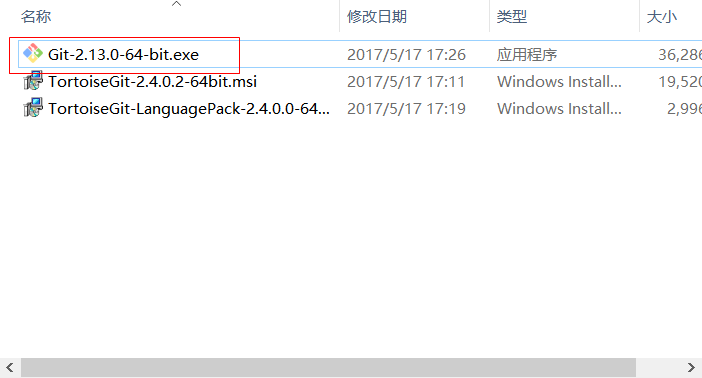 名称 修改日期 类型 大小
Git-2.13.0-64-bit.exe 2017/5/17 17:26 应用程序 36,286
TortoiseGit-2.4.0.2-64bit.msi 2017/5/17 17:11 Windows Install... 19,520
TortoiseGit-LanguagePack-2.4.0.0-64... 2017/5/17 17:19 Windows Install... 2,996